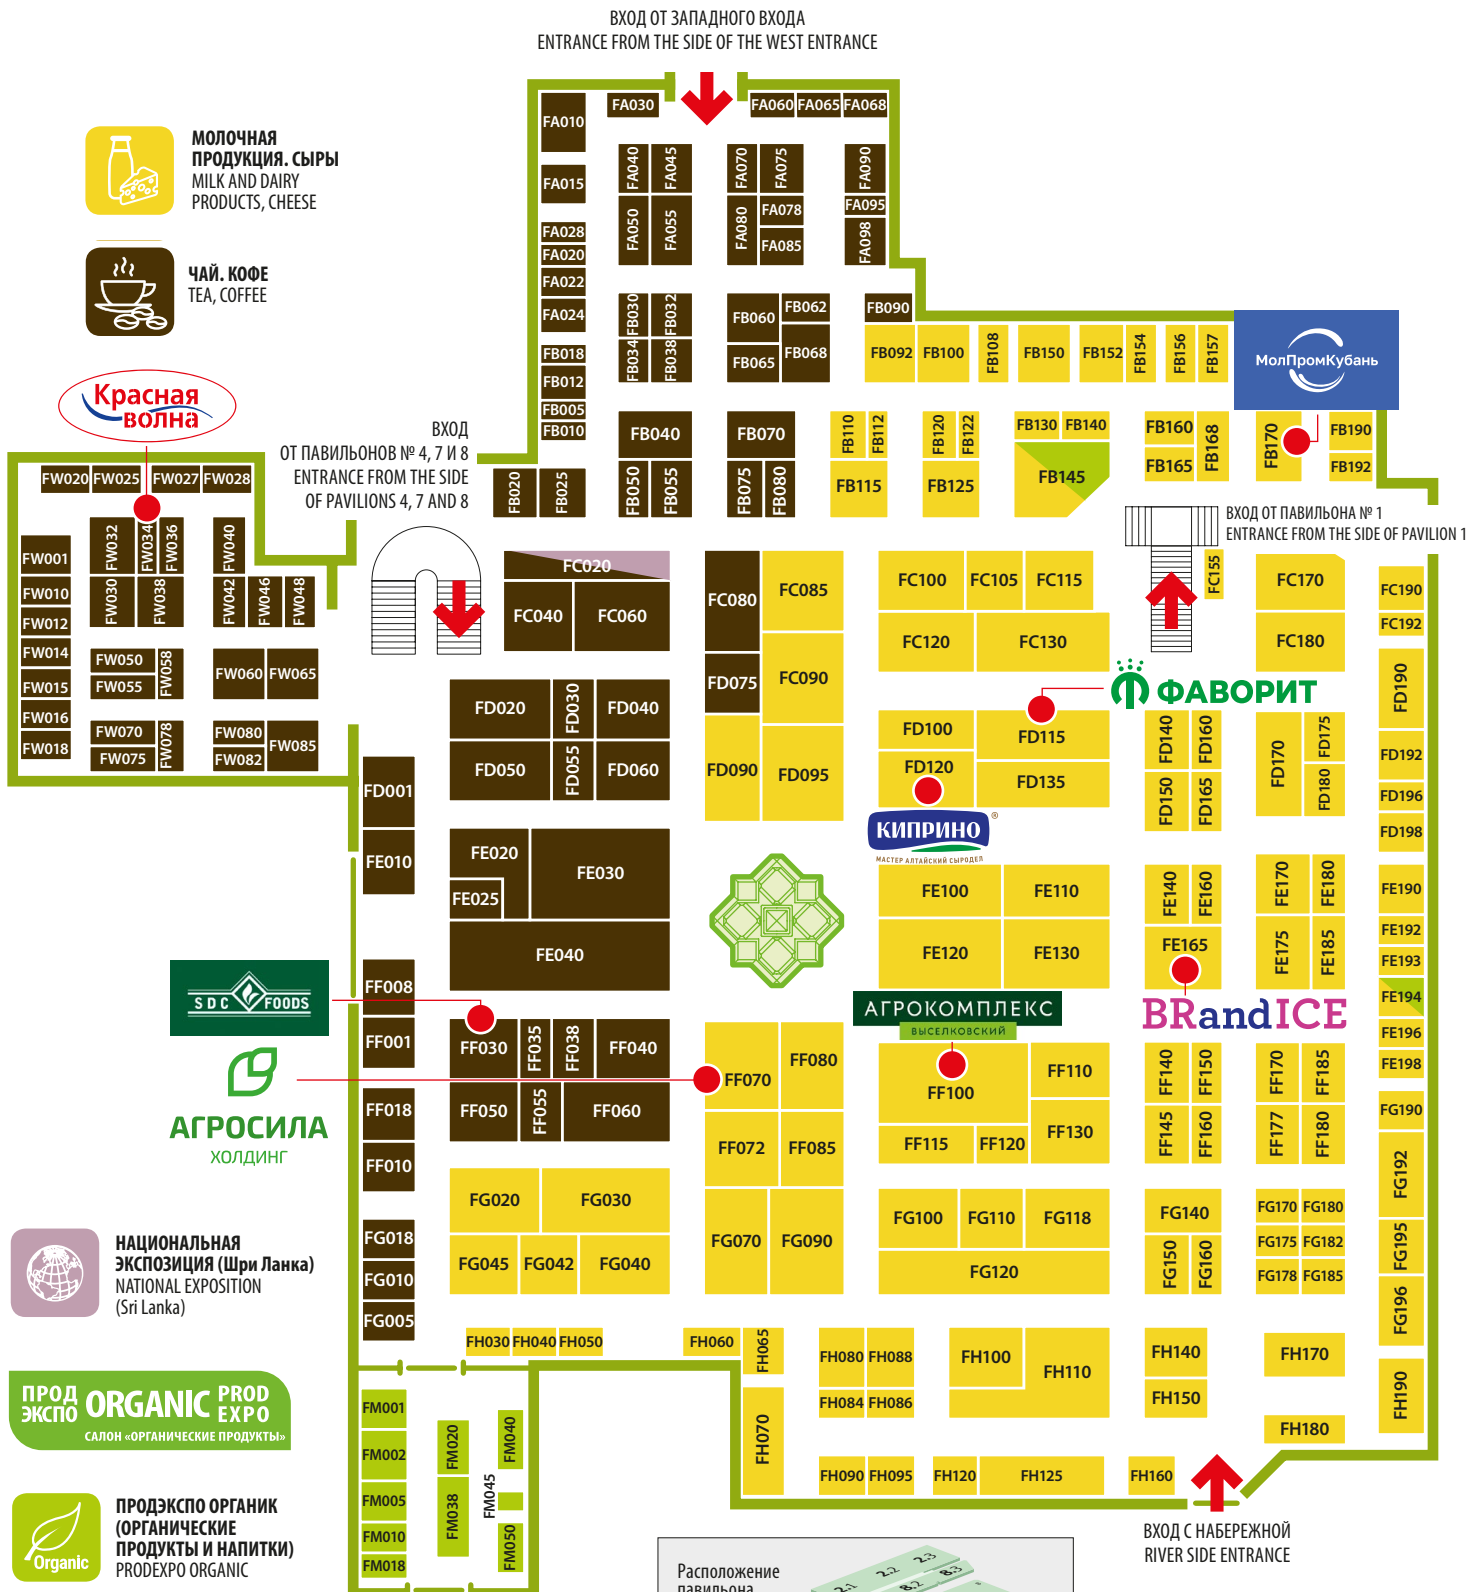 ВХОД ОТ ЗАПАДНОГО ВХОДА
ENTRANCE FROM THE SIDE OF THE WEST ENTRANCE
МОЛОЧНАЯ
ПРОДУКЦИЯ. СЫРЫ
MILK AND DAIRY
PRODUCTS, CHEESE
ЧАЙ. КОФЕ
TEA, COFFEE
Красная
волна
ВХОД
ОТ ПАВИЛЬОНОВ № 4, 7 И 8
ENTRANCE FROM THE SIDE
OF PAVILIONS 4, 7 AND 8
FA010
FA030
FA060 FA065 FA068
FA015
FA040 FA045
FA070 FA075
FA090
FA028
FA020
FA022
FA024
FA050 FA055
FA080 FA078
FA085
FA095
FA098
FB018
FB012
FB005
FB010
FB030 FB032
FB034 FB038
FB060 FB062
FB065 FB068
FB090
FB092 FB100 FB108 FB150 FB152 FB154 FB156 FB157
МолПромКубань
FB040
FB070
FB110 FB112
FB120 FB122
FB130 FB140
FB160 FB168
FB170
FB190
FB020 FB025
FB050 FB055
FB075 FB080
FB115
FB125
FB145
FB165
FB192
ВХОД ОТ ПАВИЛЬОНА № 1
ENTRANCE FROM THE SIDE OF PAVILION 1
FW020 FW025 FW027 FW028
FW001
FW010
FW012
FW014
FW015
FW016
FW018
FW032 FW034 FW036 FW040
FW030 FW038 FW042 FW046 FW048
FW050 FW058
FW055
FW060 FW065
FW070 FW078
FW075
FW080 FW085
FW082
FC020
FC040 FC060
FC080 FC085
FC090
FC100 FC105 FC115
FC120 FC130
FC155
FC170
FC180
FC190
FC192
ФАВОРИТ
FD020 FD030 FD040
FD050 FD055 FD060
FD075
FD090 FD095
FD100 FD115
FD120 FD135
FD140 FD160
FD150 FD165
FD170 FD175
FD180
FD190
FD192
FD196
FD198
FD001
FE010
КИПРИНО ®
МАСТЕР АЛТАЙСКИЙ СЫРОДЕЛ
FE020 FE030
FE025
FE040
FE100 FE110
FE120 FE130
FE140 FE160
FE165
FE170 FE180
FE175 FE185
FE190
FE192
FE193
FE194
FE196
FE198
BRandICE
SDC FOODS
АГРОСИЛА
ХОЛДИНГ
АГРОКОМПЛЕКС
ВЫСЕЛКОВСКИЙ
FF008
FF001
FF018
FF010
FF030 FF035 FF038 FF040
FF050 FF055 FF060
FF070 FF080
FF072 FF085
FF100 FF110
FF115 FF120 FF130
FF140 FF150
FF145 FF160
FF170 FF185
FF177 FF180
FG018
FG010
FG005
FG020 FG030
FG045 FG042 FG040
FG070 FG090
FG100 FG110 FG118
FG120
FG140
FG150 FG160
FG170 FG180
FG175 FG182
FG178 FG185
FG190
FG192
FG195
FG196
FH030 FH040 FH050
FH060 FH065
FH070
FH080 FH088
FH084 FH086
FH090 FH095
FH100 FH110
FH120 FH125
FH140
FH150
FH160
FH170
FH180
FH190
НАЦИОНАЛЬНАЯ
ЭКСПОЗИЦИЯ (Шри Ланка)
NATIONAL EXPOSITION
(Sri Lanka)
ПРОД
ЭКСПО
ORGANIC
PROD
EXPO
САЛОН «ОРГАНИЧЕСКИЕ ПРОДУКТЫ»
Organic
ПРОДЭКСПО ОРГАНИК
(ОРГАНИЧЕСКИЕ
ПРОДУКТЫ И НАПИТКИ)
PRODEXPO ORGANIC
FM001
FM002
FM005
FM010
FM018
FM020
FM038
FM040
FM045
FM050
ВХОД С НАБЕРЕЖНОЙ
RIVER SIDE ENTRANCE
Расположение
павильона
2.1 2.2 2.3
8.2 8.3